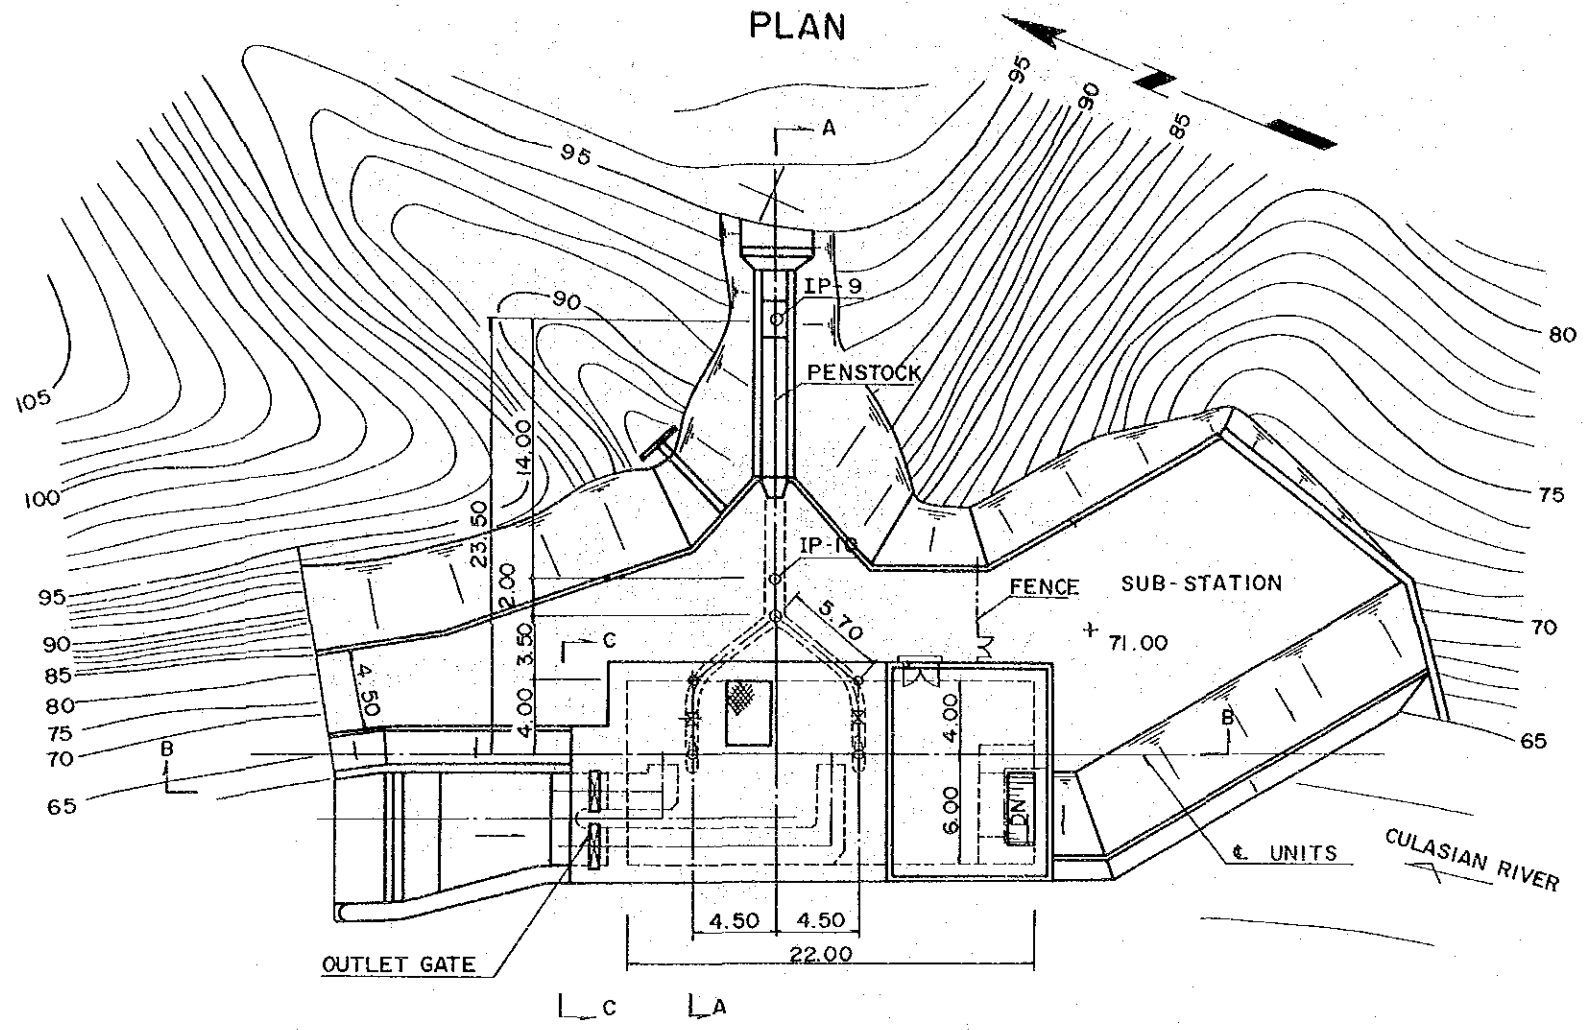 PLAN
95
90
85
A
95
IP-9
90
80
PENSTOCK
105
14.00
100
75
23.50
IP-10
2.00
FENCE
SUB-STATION
95
5.70
71.00
70
90
C
3.50
85
4.50
80
4.00
4.00
75
B
B
70
65
65
6.00
DN
℄ UNITS
CULASIAN RIVER
4.50
4.50
22.00
OUTLET GATE
C
A